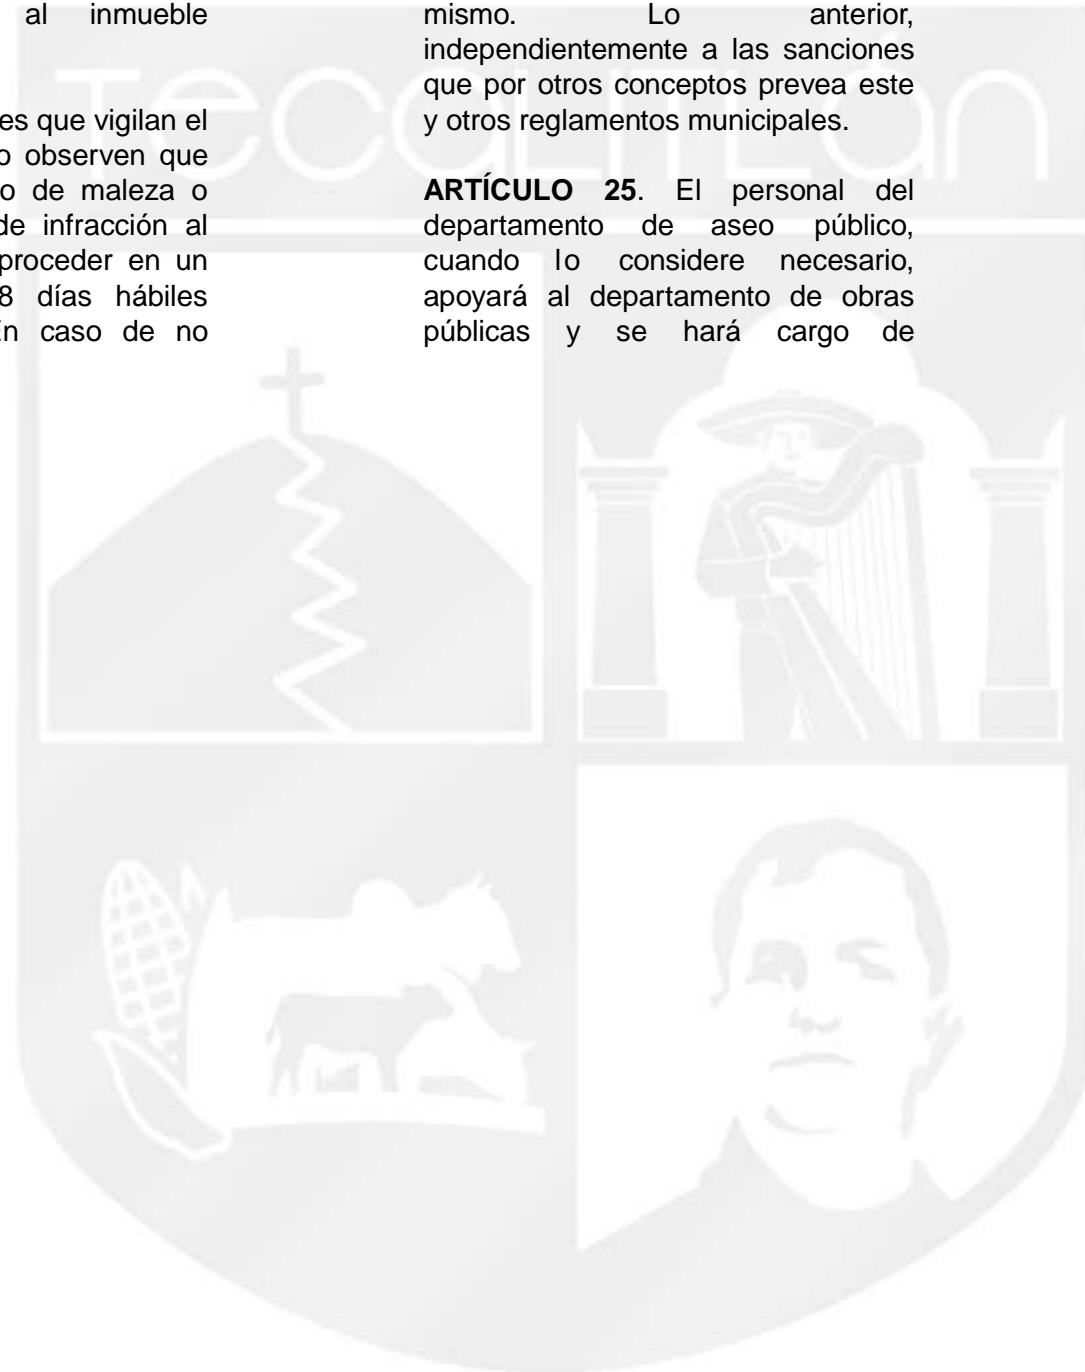 al inmueble
es que vigilan el
o observen que
o de maleza o
de infracción al
proceder en un
8 días hábiles
En caso de no
mismo. Lo anterior,
independientemente a las sanciones
que por otros conceptos prevea este
y otros reglamentos municipales.
ARTÍCULO 25. El personal del
departamento de aseo público,
cuando lo considere necesario,
apoyará al departamento de obras
públicas y se hará cargo de
TECALITLÁN